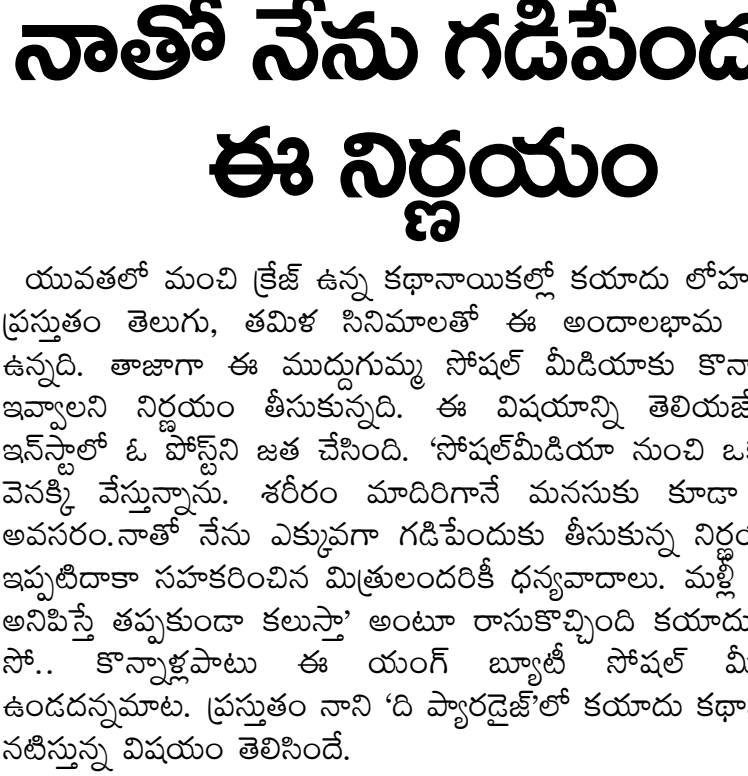 నాతో నేను గడిపేంద
ఈ నిర్ణయం
యువతలో మంచి క్రేజ్ ఉన్న కథానాయికల్లో కయాదు లోహ
ప్రస్తుతం తెలుగు, తమిళ సినిమాలతో ఈ అందాలభామ
ఉన్నది. తాజాగా ఈ ముద్దుగుమ్మ సోషల్ మీడియాకు కొన
ఇవ్వాలని నిర్ణయం తీసుకున్నది. ఈ విషయాన్ని తెలియజే
ఇన్‌స్టాలో ఓ పోస్ట్‌ని జత చేసింది. ‘సోషల్‌మీడియా నుంచి ఒ
వెనక్కి వేస్తున్నాను. శరీరం మాదిరిగానే మనసుకు కూడా
అవసరం.నాతో నేను ఎక్కువగా గడిపేందుకు తీసుకున్న నిర్ణయ
ఇప్పటిదాకా సహకరించిన మిత్రులందరికీ ధన్యవాదాలు. మళ్లీ
అనిపిస్తే తప్పకుండా కలుస్తా’ అంటూ రాసుకొచ్చింది కయాదు
సో.. కొన్నాళ్లపాటు ఈ యంగ్ బ్యూటీ సోషల్ మీ
ఉండదన్నమాట. ప్రస్తుతం నాని ‘ది ప్యారడైజ్’లో కయాదు కథా
నటిస్తున్న విషయం తెలిసిందే.